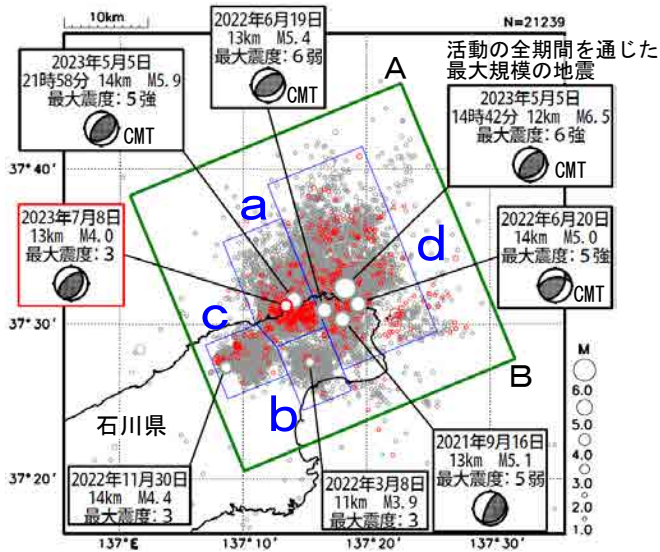 10km
N=21239
2022年6月19日
13km M5.4
最大震度：6弱
CMT
2023年5月5日
21時58分 14km M5.9
最大震度：5強
CMT
活動の全期間を通じた
最大規模の地震
2023年5月5日
14時42分 12km M6.5
最大震度：6強
CMT
A
37°40′
a
2023年7月8日
13km M4.0
最大震度：3
d
2022年6月20日
14km M5.0
最大震度：5強
CMT
37°30′
c
M
6.0
5.0
4.0
3.0
2.0
1.0
B
b
石川県
37°20′
2022年11月30日
14km M4.4
最大震度：3
2022年3月8日
11km M3.9
最大震度：3
2021年9月16日
13km M5.1
最大震度：5弱
137°E
137°10′
137°20′
137°30′